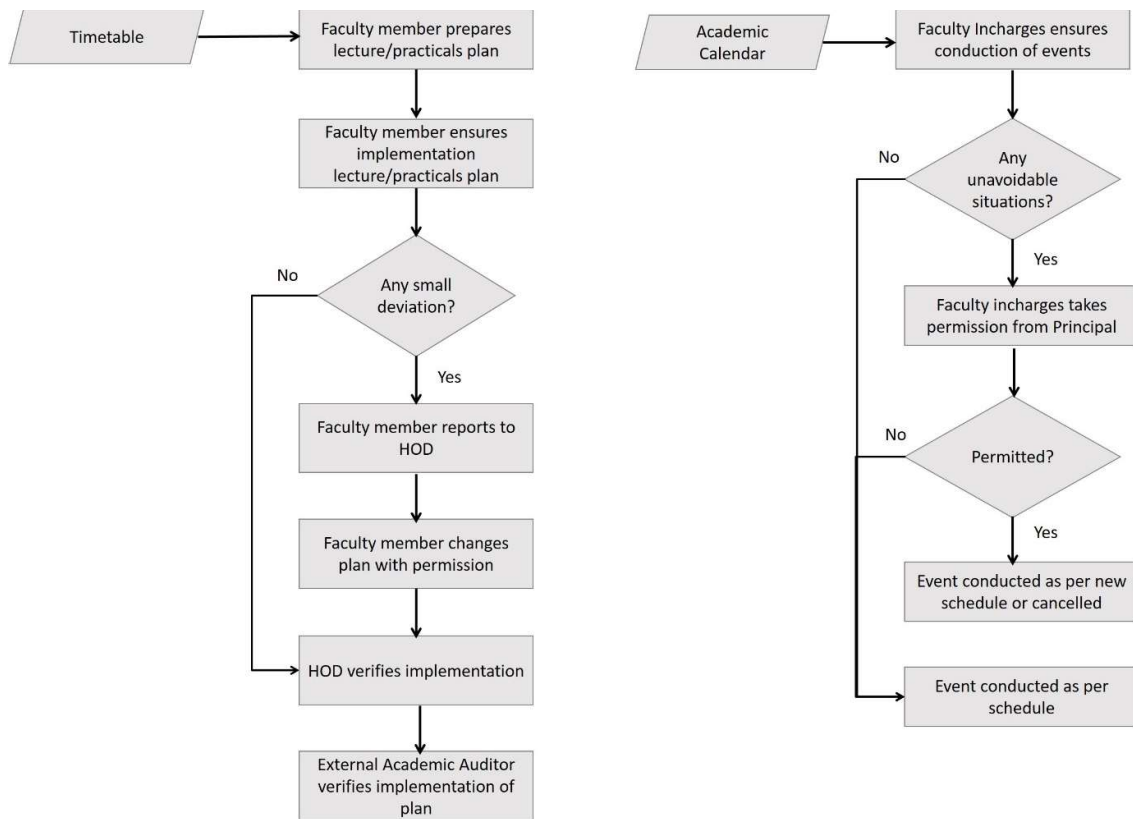 Timetable
Faculty member prepares
lecture/practicals plan
Faculty member ensures
implementation
lecture/practicals plan
No
Any small
deviation?
Yes
Faculty member reports to
HOD
Faculty member changes
plan with permission
HOD verifies implementation
External Academic Auditor
verifies implementation of
plan
Academic
Calendar
Faculty Incharges ensures
conduction of events
No
Any
unavoidable
situations?
Yes
Faculty incharges takes
permission from Principal
No
Permitted?
Yes
Event conducted as per new
schedule or cancelled
Event conducted as per
schedule